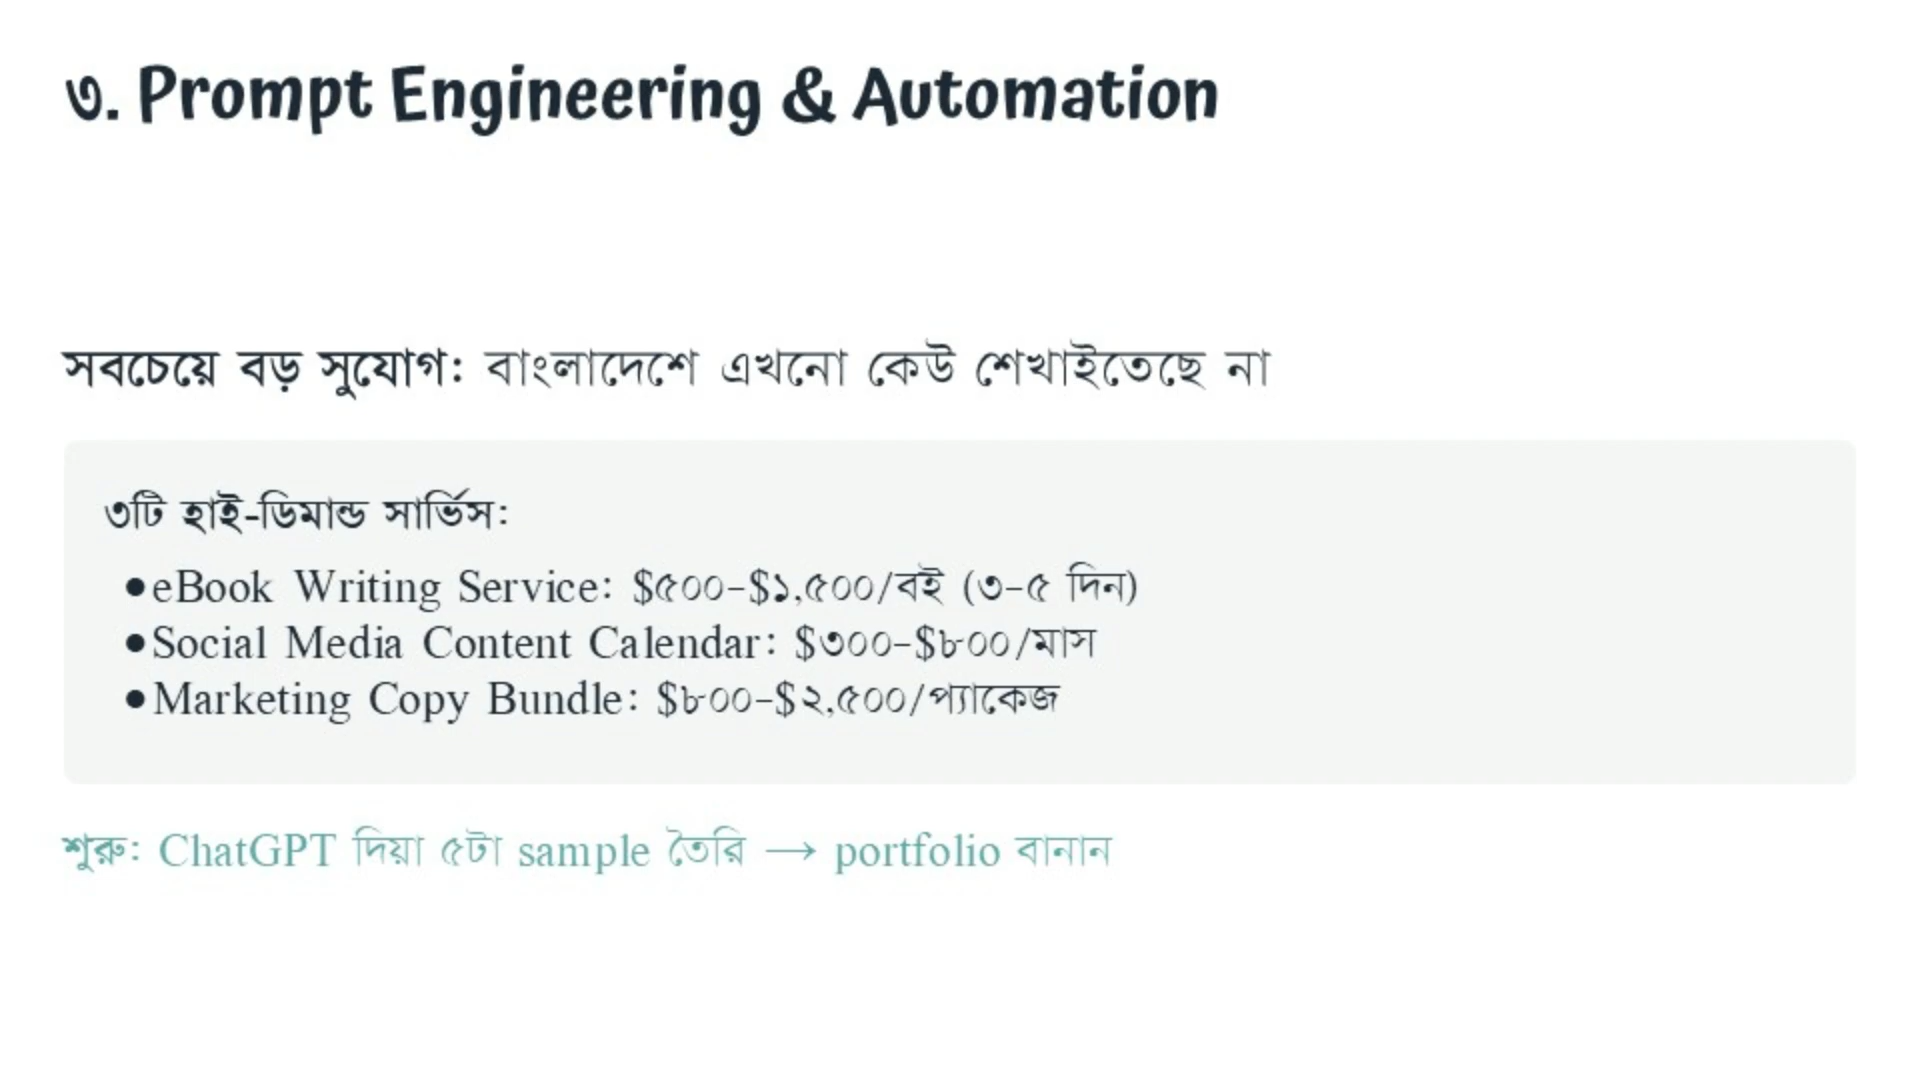 ৩. Prompt Engineering & Automation
সবচেয়ে বড় সুযোগ: বাংলাদেশে এখনো কেউ শেখাইতেছে না
৩টি হাই-ডিমান্ড সার্ভিস:
●eBook Writing Service: $৫০০-$১,৫০০/বই (৩-৫ দিন)
●Social Media Content Calendar: $৩০০-$৮০০/মাস
●Marketing Copy Bundle: $৮০০-$২,৫০০/প্যাকেজ
শুরু: ChatGPT দিয়া ৫টা sample তৈরি → portfolio বানান